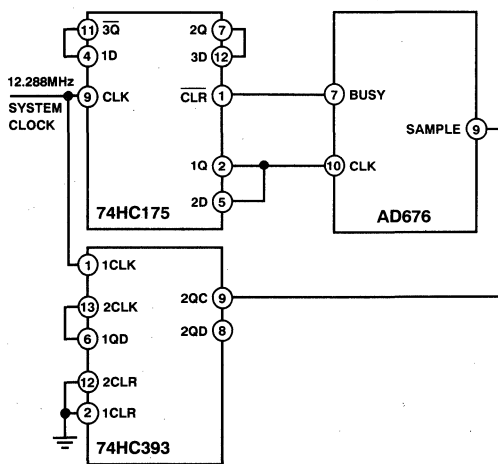 11 3Q̅ 2Q 7
4 1D 3D 12
12.288MHz
SYSTEM
CLOCK
9 CLK C̅L̅R̅ 1 7 BUSY
SAMPLE 9
1Q 2 10 CLK
2D 5
74HC175
AD676
1 1CLK
13 2CLK 2QC 9
6 1QD 2QD 8
12 2CLR
2 1CLR
74HC393